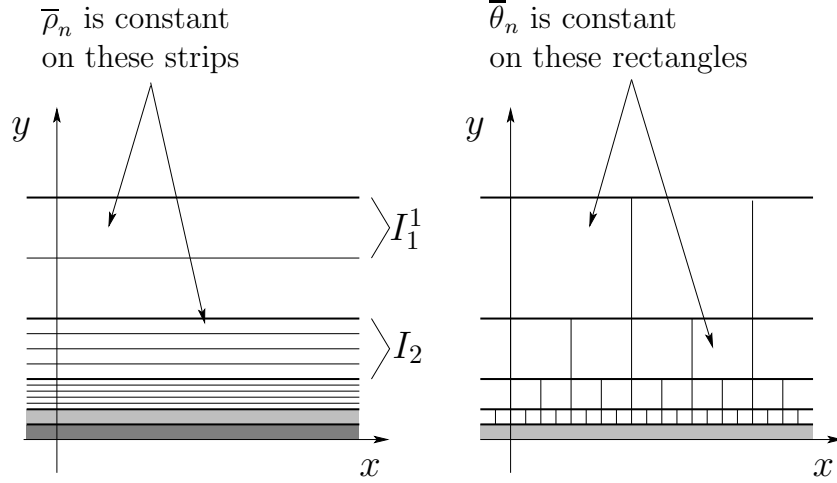 ρ̅ₙ is constant
on these strips
y
I₁¹
I₂
x
θ̅ₙ is constant
on these rectangles
y
x